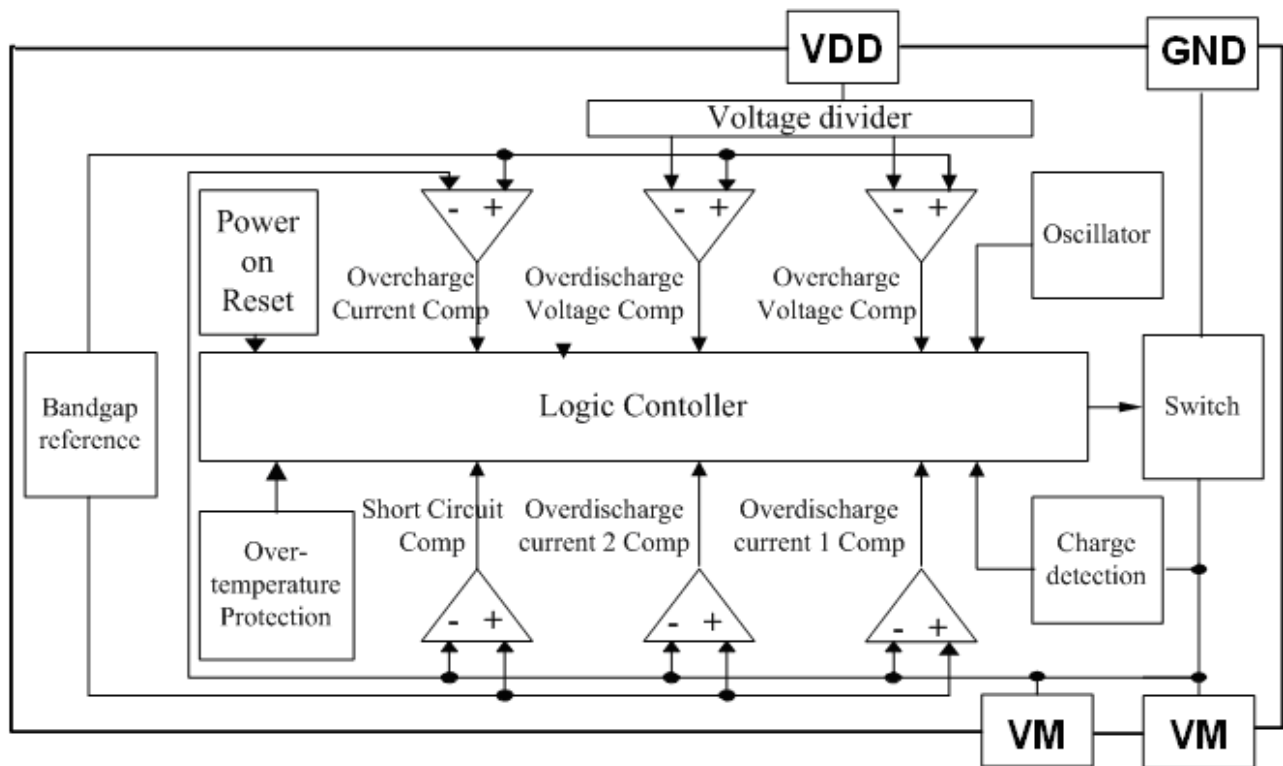 VDD
GND
Voltage divider
- +
- +
- +
Power
on
Reset
Oscillator
Overcharge
Current Comp
Overdischarge
Voltage Comp
Overcharge
Voltage Comp
Bandgap
reference
Logic Contoller
Switch
Short Circuit
Comp
Overdischarge
current 2 Comp
Overdischarge
current 1 Comp
Over-
temperature
Protection
Charge
detection
- +
- +
- +
VM
VM